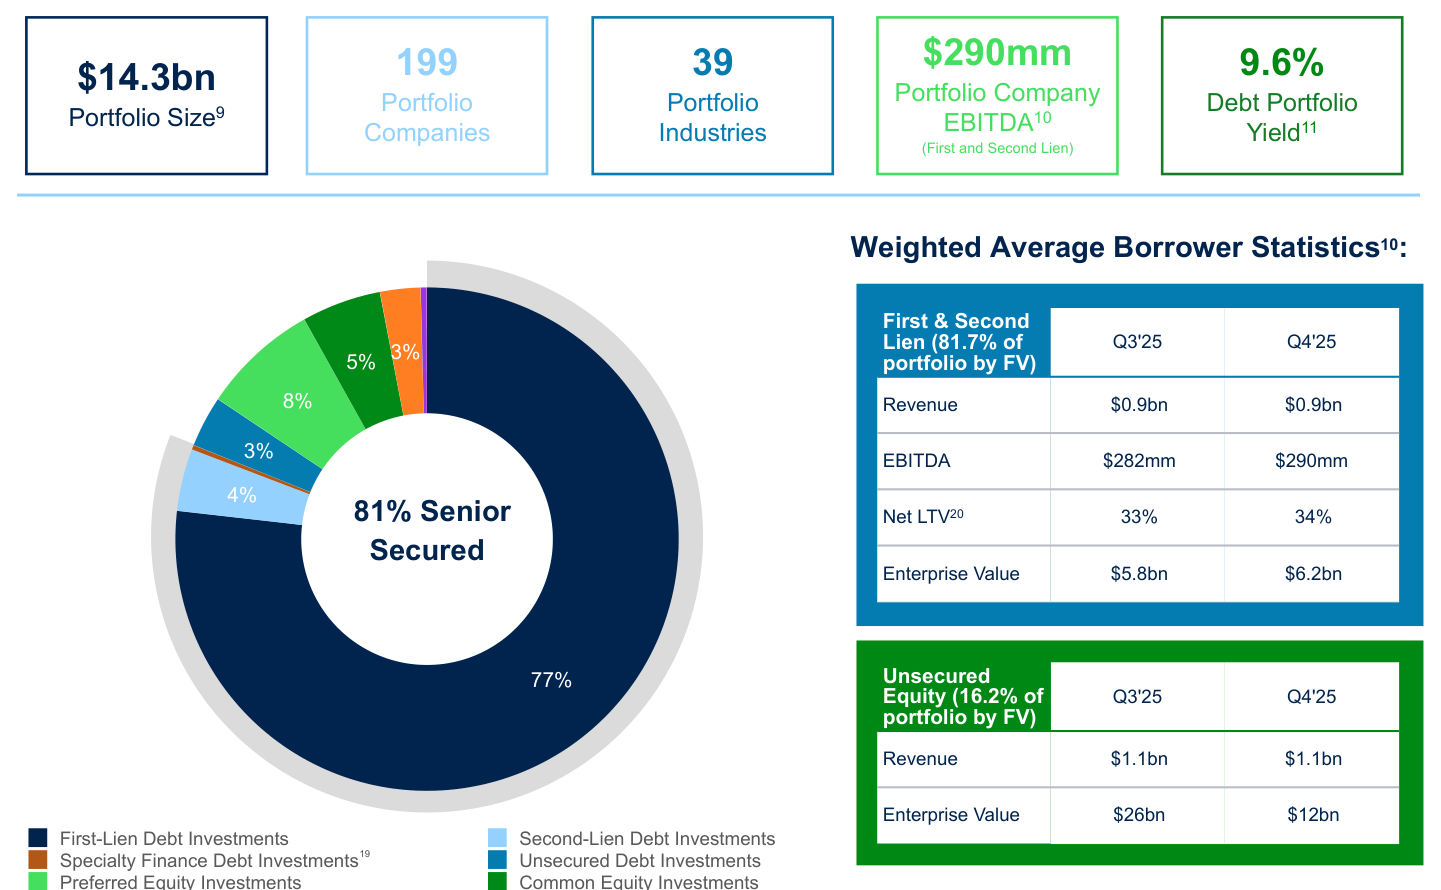 $14.3bn
Portfolio Size9
199
Portfolio
Companies
39
Portfolio
Industries
$290mm
Portfolio Company
EBITDA10
(First and Second Lien)
9.6%
Debt Portfolio
Yield11
Weighted Average Borrower Statistics10:
5%
3%
8%
3%
4%
81% Senior
Secured
77%
First-Lien Debt Investments
Second-Lien Debt Investments
Specialty Finance Debt Investments19
Unsecured Debt Investments
Preferred Equity Investments
Common Equity Investments
First & Second
Lien (81.7% of
portfolio by FV)
Q3'25
Q4'25
Revenue
$0.9bn
$0.9bn
EBITDA
$282mm
$290mm
Net LTV20
33%
34%
Enterprise Value
$5.8bn
$6.2bn
Unsecured
Equity (16.2% of
portfolio by FV)
Q3'25
Q4'25
Revenue
$1.1bn
$1.1bn
Enterprise Value
$26bn
$12bn